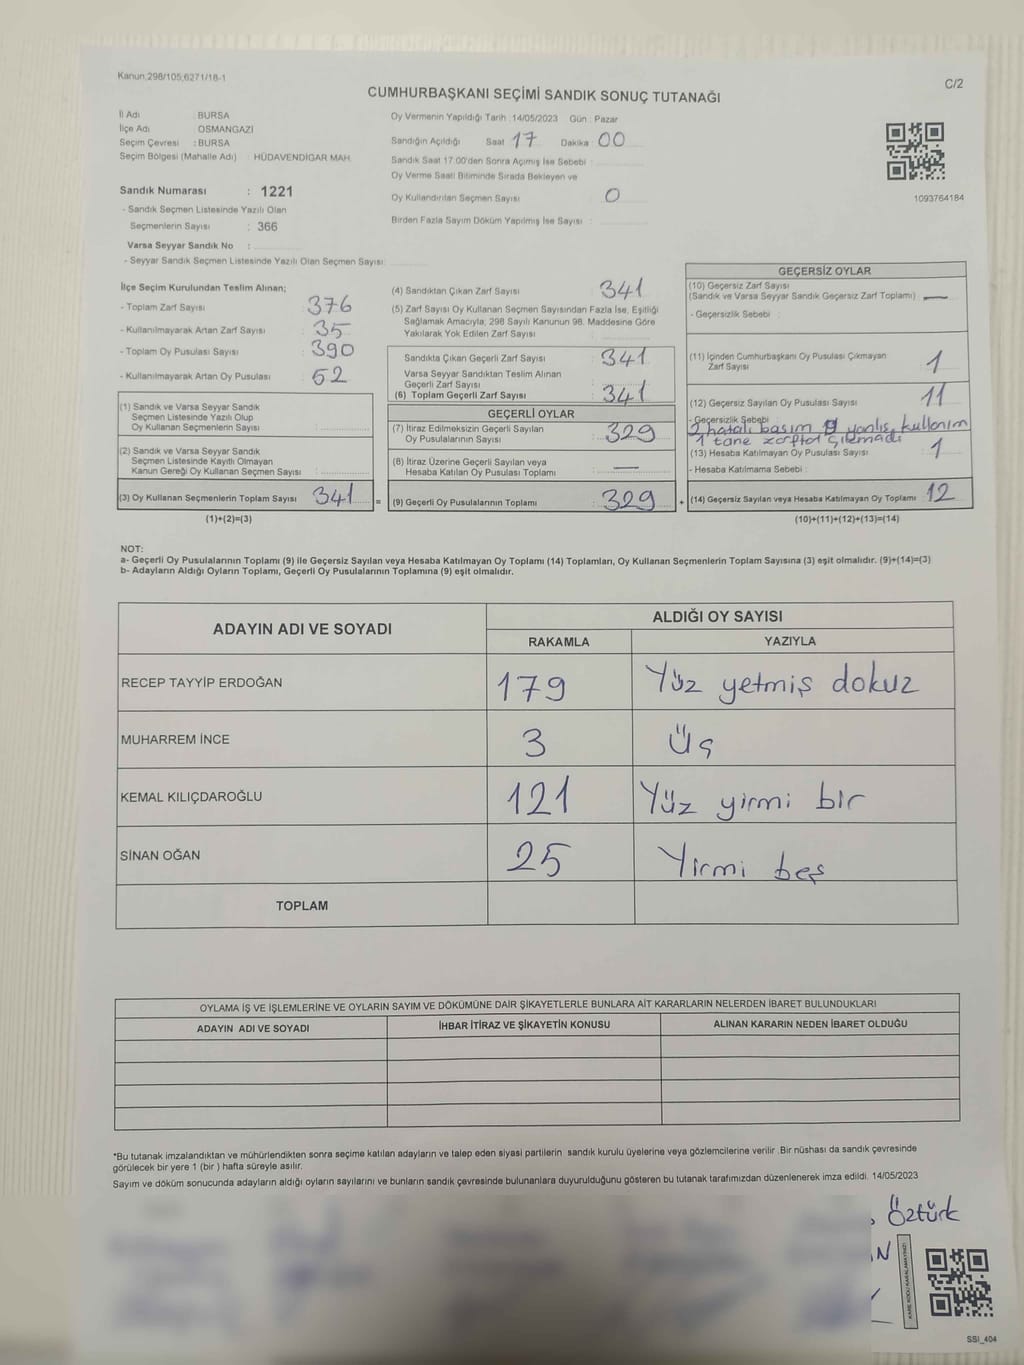 Kanun:298/105;6271/18-1
C/2
CUMHURBAŞKANI SEÇİMİ SANDIK SONUÇ TUTANAĞI
İl Adı : BURSA
İlçe Adı : OSMANGAZİ
Seçim Çevresi : BURSA
Seçim Bölgesi (Mahalle Adı) : HÜDAVENDİGAR MAH.
Sandık Numarası : 1221
- Sandık Seçmen Listesinde Yazılı Olan
Seçmenlerin Sayısı : 366
Varsa Seyyar Sandık No :
- Seyyar Sandık Seçmen Listesinde Yazılı Olan Seçmen Sayısı:
Oy Vermenin Yapıldığı Tarih :14/05/2023 Gün : Pazar
Sandığın Açıldığı Saat 17 Dakika 00
Sandık Saat 17.00'den Sonra Açımış İse Sebebi :
Oy Verme Saati Bitiminde Sırada Bekleyen ve
Oy Kullandırılan Seçmen Sayısı 0
Birden Fazla Sayım Döküm Yapılmış İse Sayısı :
1093764184
İlçe Seçim Kurulundan Teslim Alınan;
- Toplam Zarf Sayısı : 376
- Kullanılmayarak Artan Zarf Sayısı : 35
- Toplam Oy Pusulası Sayısı : 390
- Kullanılmayarak Artan Oy Pusulası : 52
(1) Sandık ve Varsa Seyyar Sandık
Seçmen Listesinde Yazılı Olup
Oy Kullanan Seçmenlerin Sayısı :
(2) Sandık ve Varsa Seyyar Sandık
Seçmen Listesinde Kayıtlı Olmayan
Kanun Gereği Oy Kullanan Seçmen Sayısı :
(3) Oy Kullanan Seçmenlerin Toplam Sayısı : 341 =
(1)+(2)=(3)
(4) Sandıktan Çıkan Zarf Sayısı : 341
(5) Zarf Sayısı Oy Kullanan Seçmen Sayısından Fazla İse, Eşitliği
Sağlamak Amacıyla; 298 Sayılı Kanunun 98. Maddesine Göre
Yakılarak Yok Edilen Zarf Sayısı :
Sandıkta Çıkan Geçerli Zarf Sayısı : 341
Varsa Seyyar Sandıktan Teslim Alınan
Geçerli Zarf Sayısı :
(6) Toplam Geçerli Zarf Sayısı : 341
GEÇERLİ OYLAR
(7) İtiraz Edilmeksizin Geçerli Sayılan
Oy Pusulalarının Sayısı : 329
(8) İtiraz Üzerine Geçerli Sayılan veya
Hesaba Katılan Oy Pusulası Toplamı : —
(9) Geçerli Oy Pusulalarının Toplamı : 329 +
GEÇERSİZ OYLAR
(10) Geçersiz Zarf Sayısı
(Sandık ve Varsa Seyyar Sandık Geçersiz Zarf Toplamı) : —
- Geçersizlik Sebebi :
(11) İçinden Cumhurbaşkanı Oy Pusulası Çıkmayan
Zarf Sayısı 1
(12) Geçersiz Sayılan Oy Pusulası Sayısı 11
- Geçersizlik Sebebi
2 hatalı basım 9 yanlış kullanım
1 tane zarftan çıkmadı
(13) Hesaba Katılmayan Oy Pusulası Sayısı : 1
- Hesaba Katılmama Sebebi :
(14) Geçersiz Sayılan veya Hesaba Katılmayan Oy Toplamı : 12
(10)+(11)+(12)+(13)=(14)
NOT:
a- Geçerli Oy Pusulalarının Toplamı (9) ile Geçersiz Sayılan veya Hesaba Katılmayan Oy Toplamı (14) Toplamları, Oy Kullanan Seçmenlerin Toplam Sayısına (3) eşit olmalıdır. (9)+(14)=(3)
b- Adayların Aldığı Oyların Toplamı, Geçerli Oy Pusulalarının Toplamına (9) eşit olmalıdır.
ADAYIN ADI VE SOYADI
ALDIĞI OY SAYISI
RAKAMLA YAZIYLA
RECEP TAYYİP ERDOĞAN 179 Yüz yetmiş dokuz
MUHARREM İNCE 3 Üç
KEMAL KILIÇDAROĞLU 121 Yüz yirmi bir
SİNAN OĞAN 25 Yirmi beş
TOPLAM
OYLAMA İŞ VE İŞLEMLERİNE VE OYLARIN SAYIM VE DÖKÜMÜNE DAİR ŞİKAYETLERLE BUNLARA AİT KARARLARIN NELERDEN İBARET BULUNDUKLARI
ADAYIN ADI VE SOYADI İHBAR İTİRAZ VE ŞİKAYETİN KONUSU ALINAN KARARIN NEDEN İBARET OLDUĞU
*Bu tutanak imzalandıktan ve mühürlendikten sonra seçime katılan adayların ve talep eden siyasi partilerin sandık kurulu üyelerine veya gözlemcilerine verilir .Bir nüshası da sandık çevresinde
görülecek bir yere 1 (bir ) hafta süreyle asılır.
Sayım ve döküm sonucunda adayların aldığı oyların sayılarını ve bunların sandık çevresinde bulunanlara duyurulduğunu gösteren bu tutanak tarafımızdan düzenlenerek imza edildi. 14/05/2023
Öztürk
N
KARE KODU KARALAMAYINIZ!
SSI_404